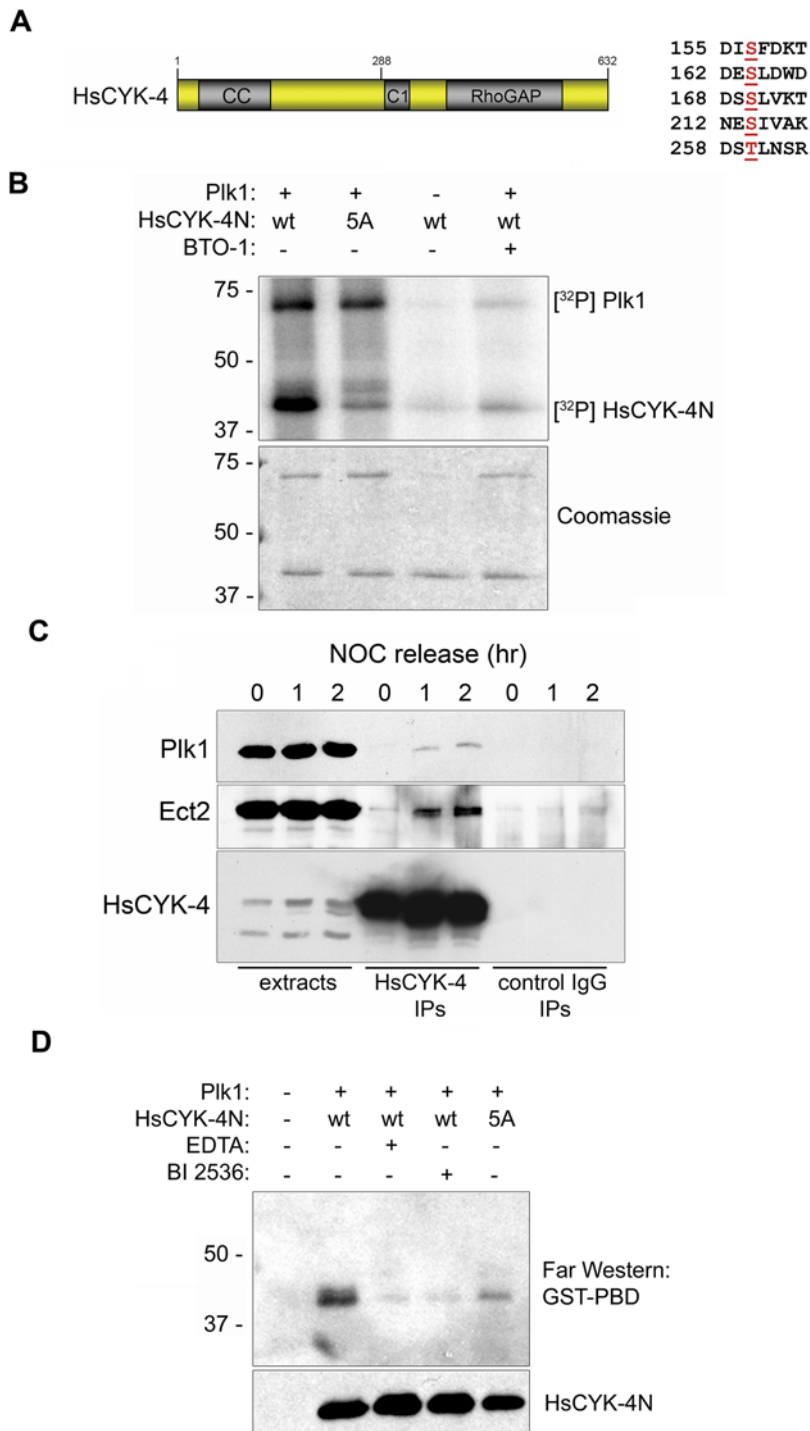 A
1 288 632
HsCYK-4 CC C1 RhoGAP
155 DISFDKT
162 DESLDWD
168 DSSLVKT
212 NESIVAK
258 DSTLNSR
B
Plk1: + + - +
HsCYK-4N: wt 5A wt wt
BTO-1: - - - +
75 -
[32P] Plk1
50 -
[32P] HsCYK-4N
37 -
75 -
Coomassie
50 -
37 -
C
NOC release (hr)
0 1 2 0 1 2 0 1 2
Plk1
Ect2
HsCYK-4
extracts HsCYK-4 IPs control IgG IPs
D
Plk1: - + + + +
HsCYK-4N: - wt wt wt 5A
EDTA: - - + - -
BI 2536: - - - + -
50 -
Far Western:
GST-PBD
37 -
HsCYK-4N